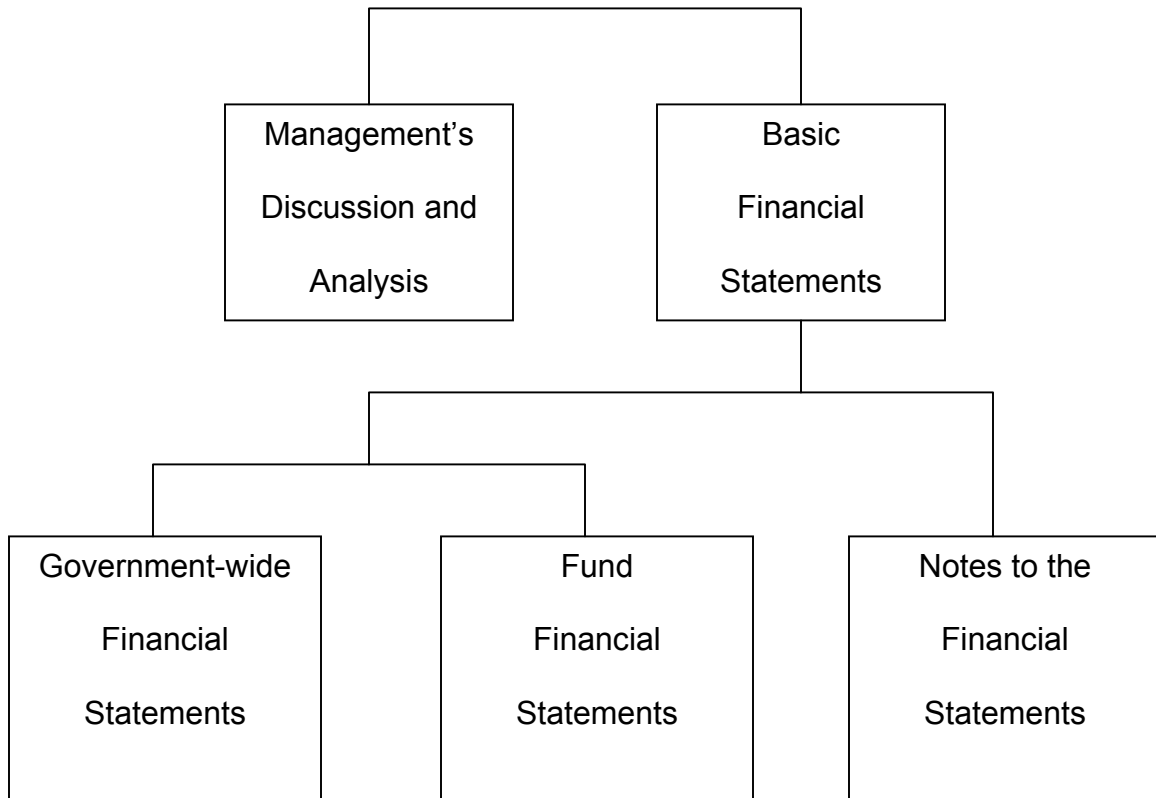 Management’s
Discussion and
Analysis
Basic
Financial
Statements
Government-wide
Financial
Statements
Fund
Financial
Statements
Notes to the
Financial
Statements